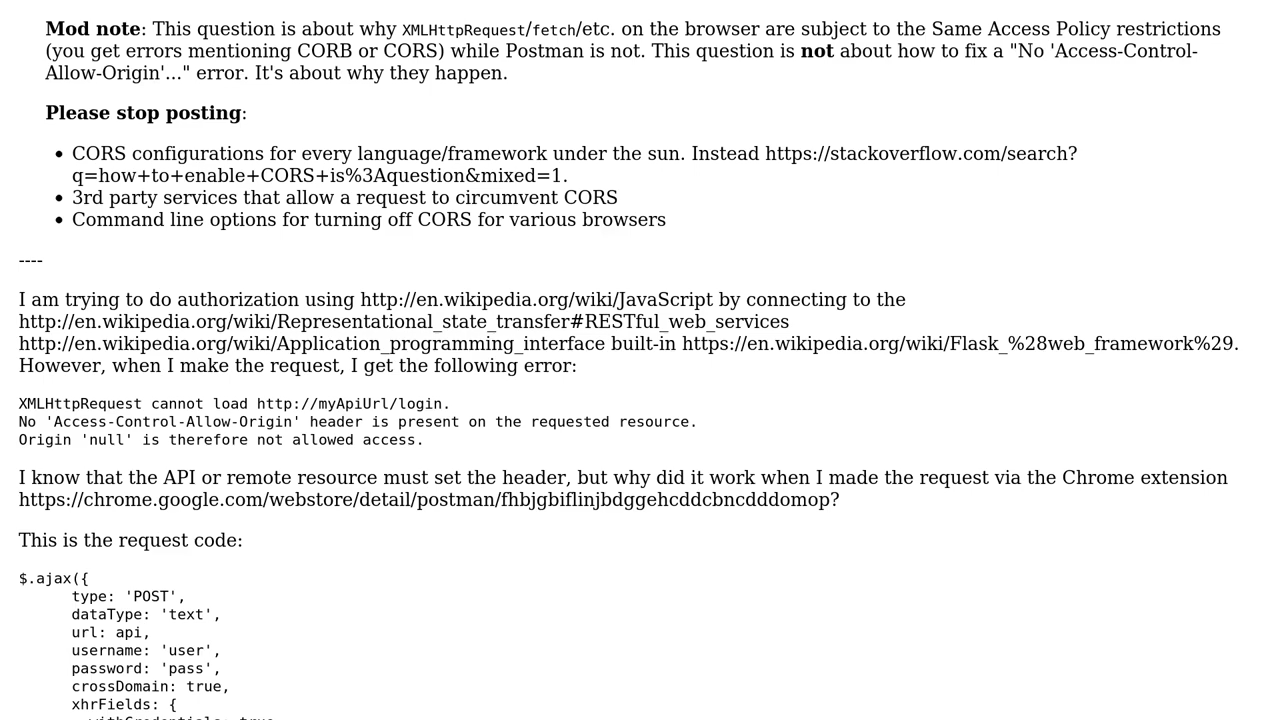 Mod note: This question is about why XMLHttpRequest/fetch/etc. on the browser are subject to the Same Access Policy restrictions
(you get errors mentioning CORB or CORS) while Postman is not. This question is not about how to fix a "No 'Access-Control-
Allow-Origin'..." error. It's about why they happen.
Please stop posting:
• CORS configurations for every language/framework under the sun. Instead https://stackoverflow.com/search?
q=how+to+enable+CORS+is%3Aquestion&mixed=1.
• 3rd party services that allow a request to circumvent CORS
• Command line options for turning off CORS for various browsers
----
I am trying to do authorization using http://en.wikipedia.org/wiki/JavaScript by connecting to the
http://en.wikipedia.org/wiki/Representational_state_transfer#RESTful_web_services
http://en.wikipedia.org/wiki/Application_programming_interface built-in https://en.wikipedia.org/wiki/Flask_%28web_framework%29.
However, when I make the request, I get the following error:
XMLHttpRequest cannot load http://myApiUrl/login.
No 'Access-Control-Allow-Origin' header is present on the requested resource.
Origin 'null' is therefore not allowed access.
I know that the API or remote resource must set the header, but why did it work when I made the request via the Chrome extension
https://chrome.google.com/webstore/detail/postman/fhbjgbiflinjbdggehcddcbncdddomop?
This is the request code:
$.ajax({
type: 'POST',
dataType: 'text',
url: api,
username: 'user',
password: 'pass',
crossDomain: true,
xhrFields: {
withCredentials: true